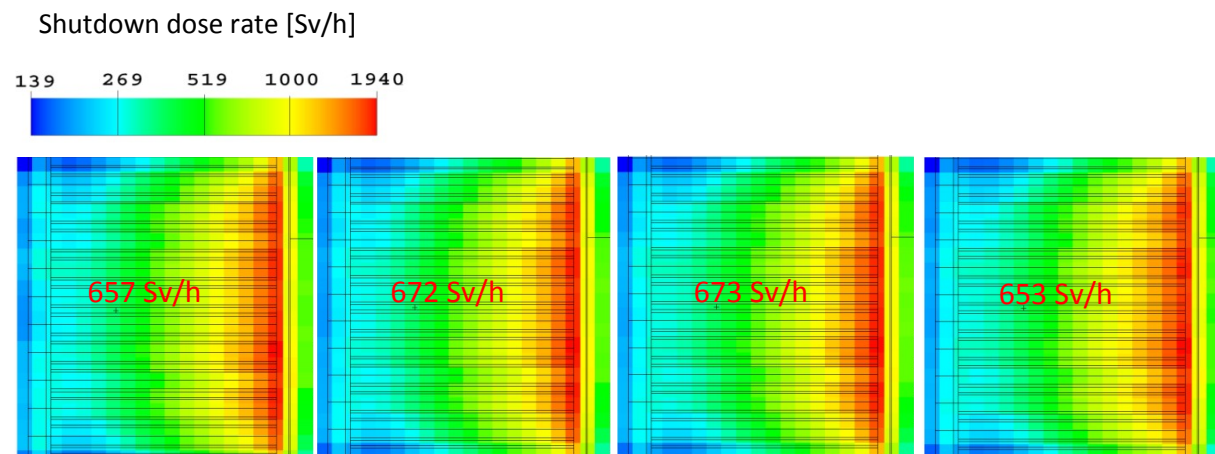 Shutdown dose rate [Sv/h]
139 269 519 1000 1940
657 Sv/h 672 Sv/h 673 Sv/h 653 Sv/h